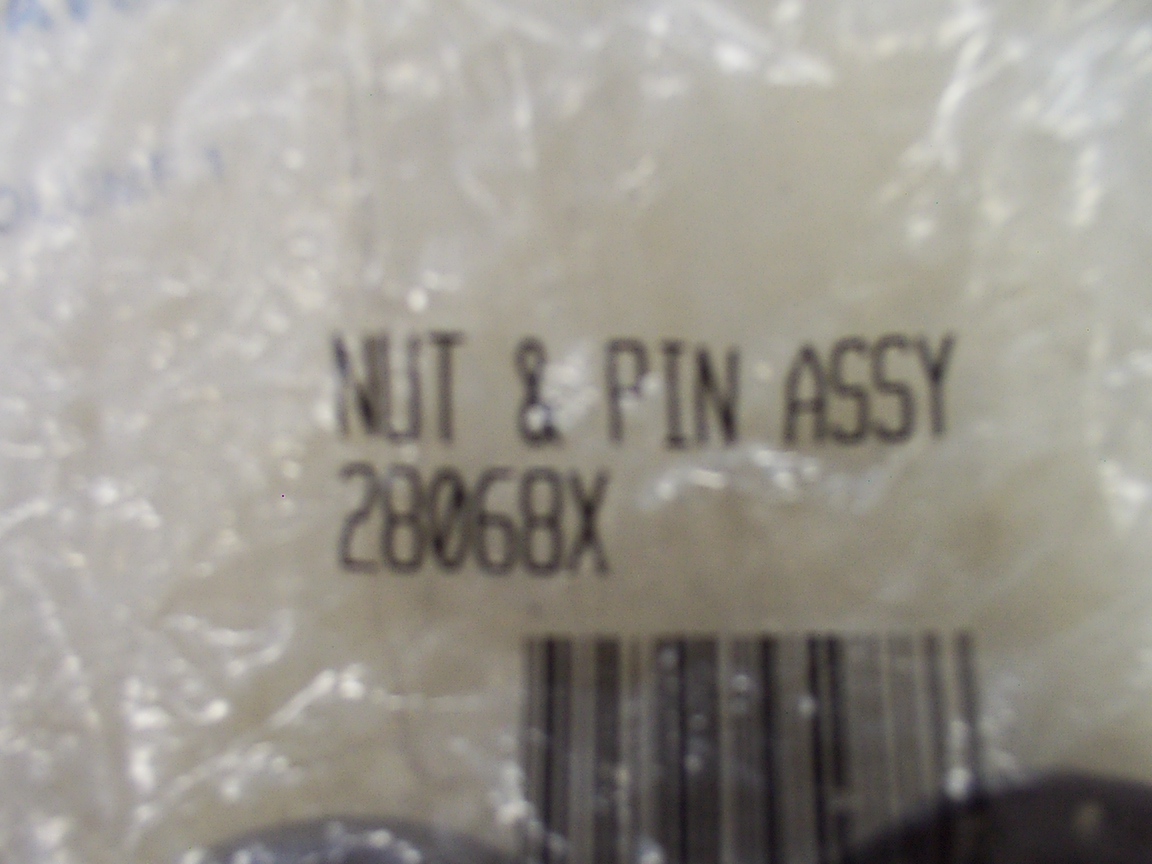 NUT & PIN ASSY
28068X